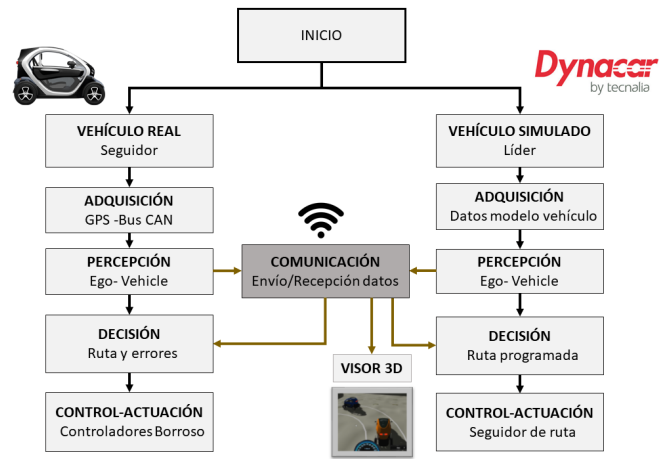 INICIO
Dynacar
by tecnalia
VEHÍCULO REAL
Seguidor
VEHÍCULO SIMULADO
Líder
ADQUISICIÓN
GPS -Bus CAN
ADQUISICIÓN
Datos modelo vehículo
PERCEPCIÓN
Ego- Vehicle
COMUNICACIÓN
Envío/Recepción datos
PERCEPCIÓN
Ego- Vehicle
DECISIÓN
Ruta y errores
DECISIÓN
Ruta programada
VISOR 3D
CONTROL-ACTUACIÓN
Controladores Borroso
CONTROL-ACTUACIÓN
Seguidor de ruta